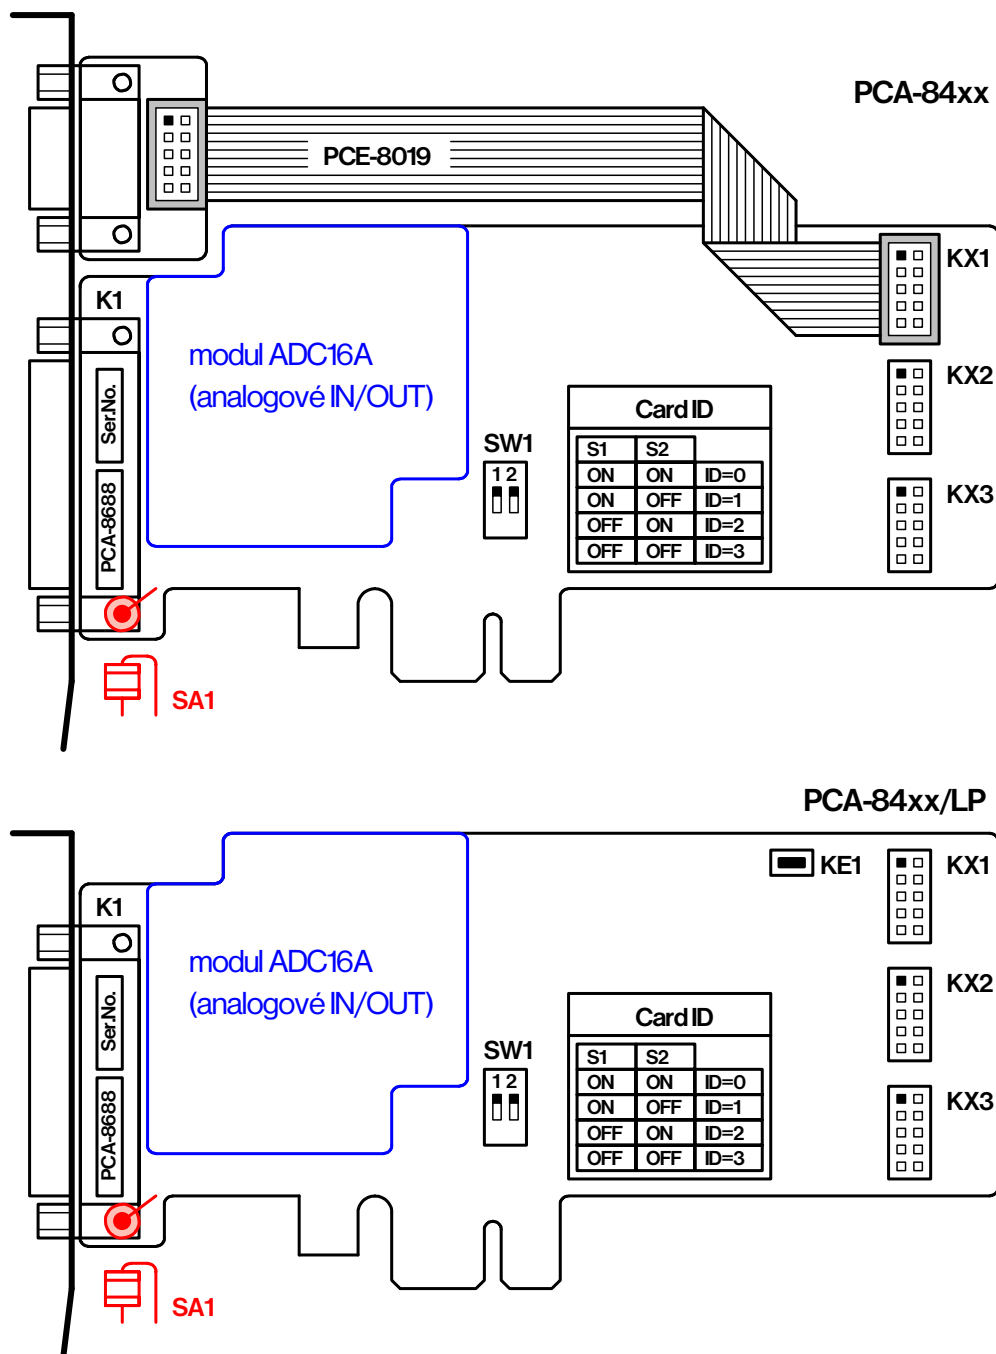 PCA-84xx
PCE-8019
KX1
K1
modul ADC16A
(analogové IN/OUT)
KX2
Ser.No.
Card ID
SW1
S1 S2
1 2
ON ON ID=0
PCA-8688
KX3
ON OFF ID=1
OFF ON ID=2
OFF OFF ID=3
SA1
PCA-84xx/LP
KE1
KX1
K1
modul ADC16A
(analogové IN/OUT)
KX2
Ser.No.
Card ID
SW1
S1 S2
1 2
ON ON ID=0
PCA-8688
KX3
ON OFF ID=1
OFF ON ID=2
OFF OFF ID=3
SA1